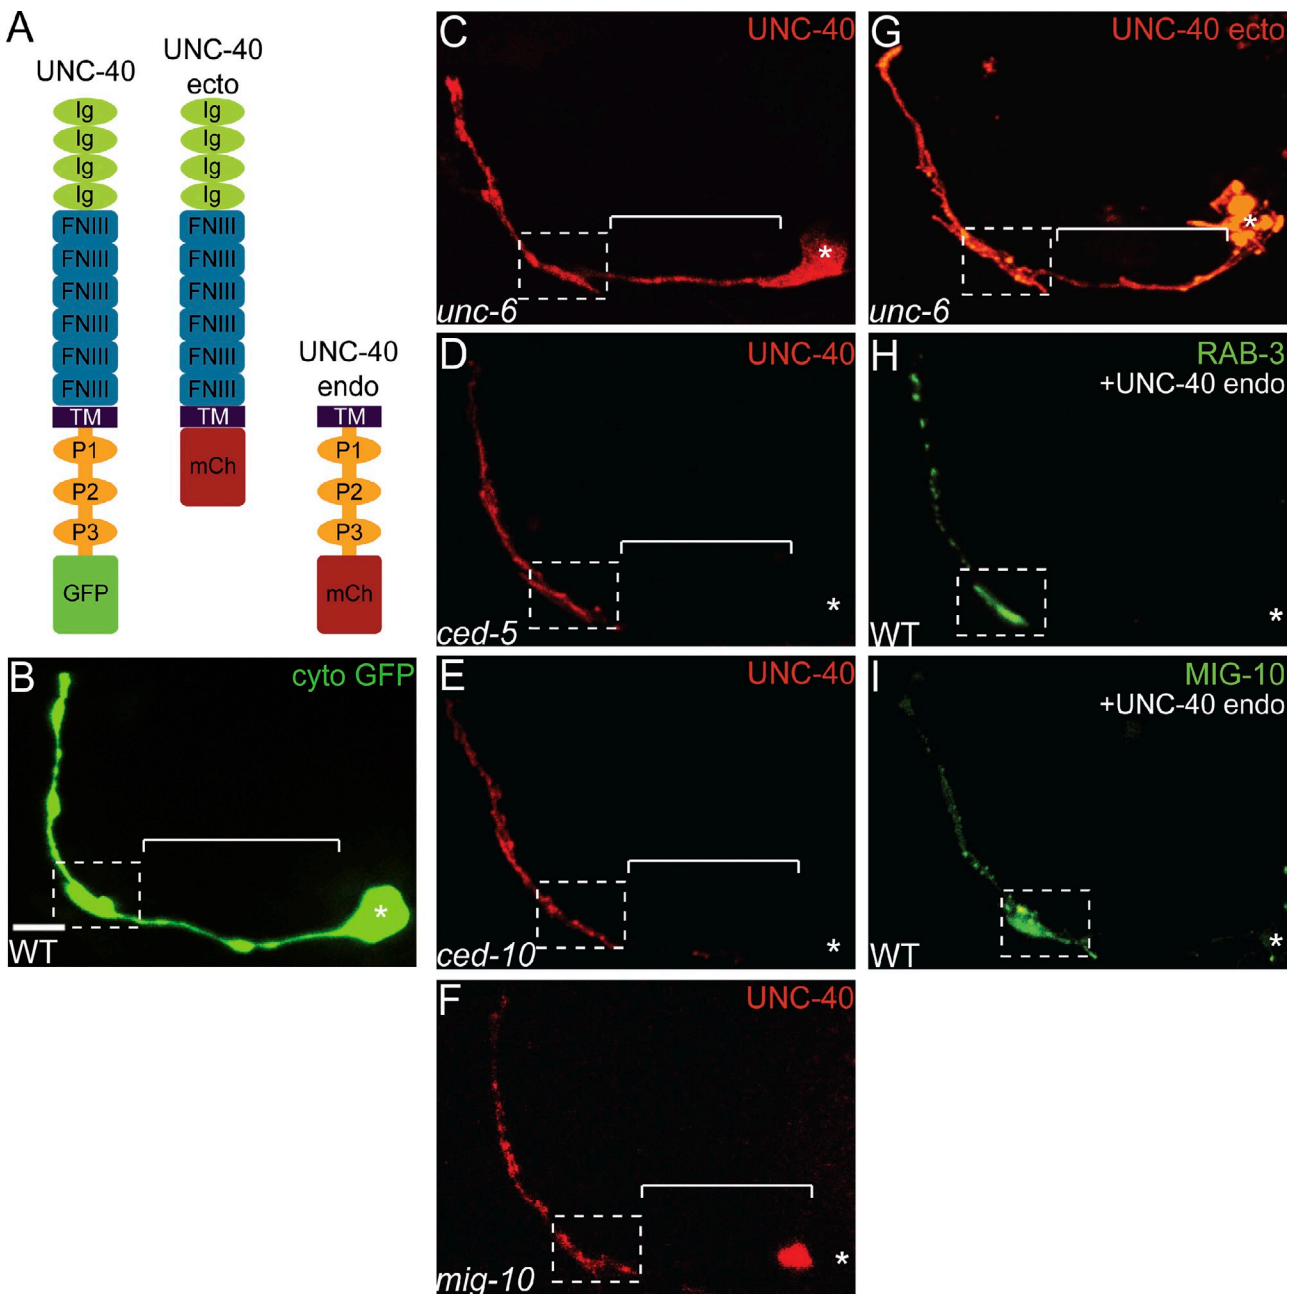 A
UNC-40
Ig
Ig
Ig
Ig
FNIII
FNIII
FNIII
FNIII
FNIII
FNIII
TM
P1
P2
P3
GFP
UNC-40
ecto
Ig
Ig
Ig
Ig
FNIII
FNIII
FNIII
FNIII
FNIII
FNIII
TM
mCh
UNC-40
endo
TM
P1
P2
P3
mCh
B
cyto GFP
*
WT
C
UNC-40
*
unc-6
D
UNC-40
*
ced-5
E
UNC-40
*
ced-10
F
UNC-40
*
mig-10
G
UNC-40 ecto
*
unc-6
H
RAB-3
+UNC-40 endo
*
WT
I
MIG-10
+UNC-40 endo
*
WT